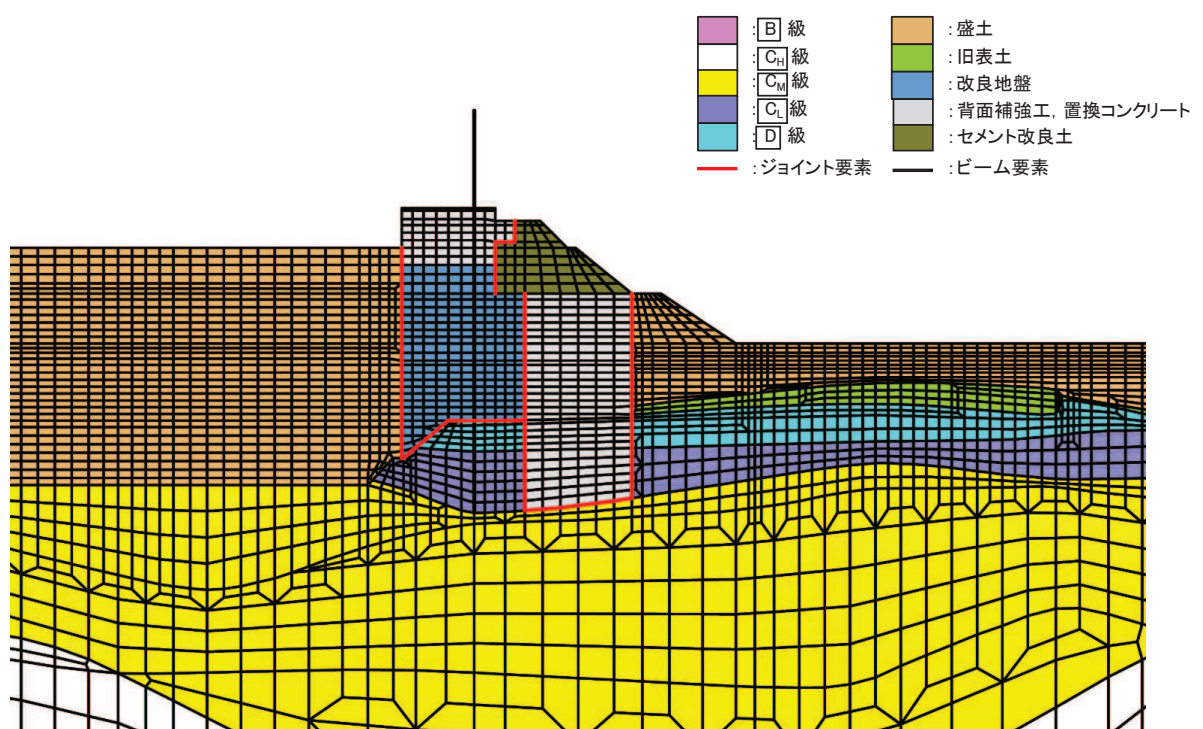 :B 級
:CH級
:CM級
:CL級
:D 級
:ジョイント要素
:盛土
:旧表土
:改良地盤
:背面補強工, 置換コンクリート
:セメント改良土
:ビーム要素